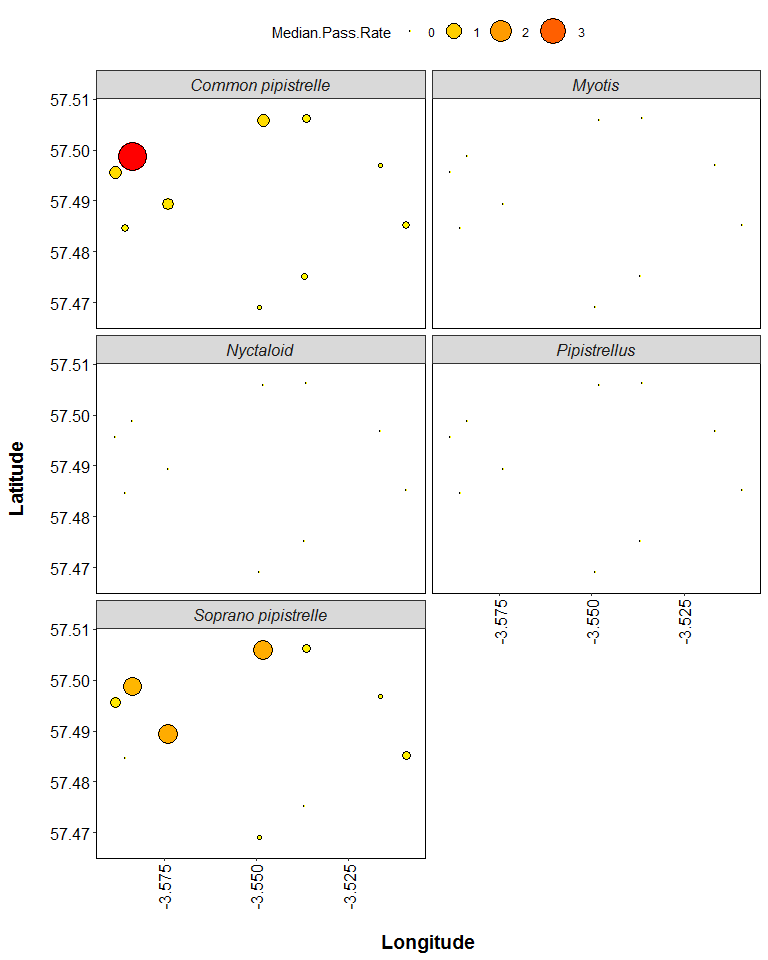 Median.Pass.Rate 0 1 2 3
Common pipistrelle Myotis
57.51
57.50
57.49
57.48
57.47
Nyctaloid Pipistrellus
57.51
57.50
57.49
57.48
57.47
-3.575 -3.550 -3.525
Soprano pipistrelle
57.51
57.50
57.49
57.48
57.47
-3.575 -3.550 -3.525
Latitude
Longitude